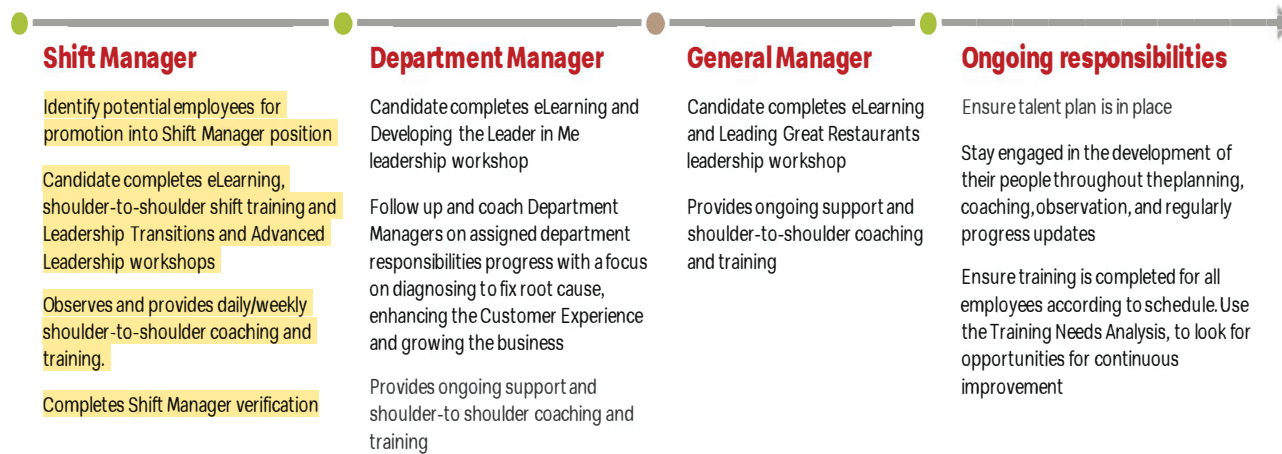 Shift Manager
Identify potential employees for
promotion into Shift Manager position
Candidate completes eLearning,
shoulder-to-shoulder shift training and
Leadership Transitions and Advanced
Leadership workshops
Observes and provides daily/weekly
shoulder-to-shoulder coaching and
training.
Completes Shift Manager verification
Department Manager
Candidate completes eLearning and
Developing the Leader in Me
leadership workshop
Follow up and coach Department
Managers on assigned department
responsibilities progress with a focus
on diagnosing to fix root cause,
enhancing the Customer Experience
and growing the business
Provides ongoing support and
shoulder-to shoulder coaching and
training
General Manager
Candidate completes eLearning
and Leading Great Restaurants
leadership workshop
Provides ongoing support and
shoulder-to-shoulder coaching
and training
Ongoing responsibilities
Ensure talent plan is in place
Stay engaged in the development of
their people throughout the planning,
coaching, observation, and regularly
progress updates
Ensure training is completed for all
employees according to schedule. Use
the Training Needs Analysis, to look for
opportunities for continuous
improvement